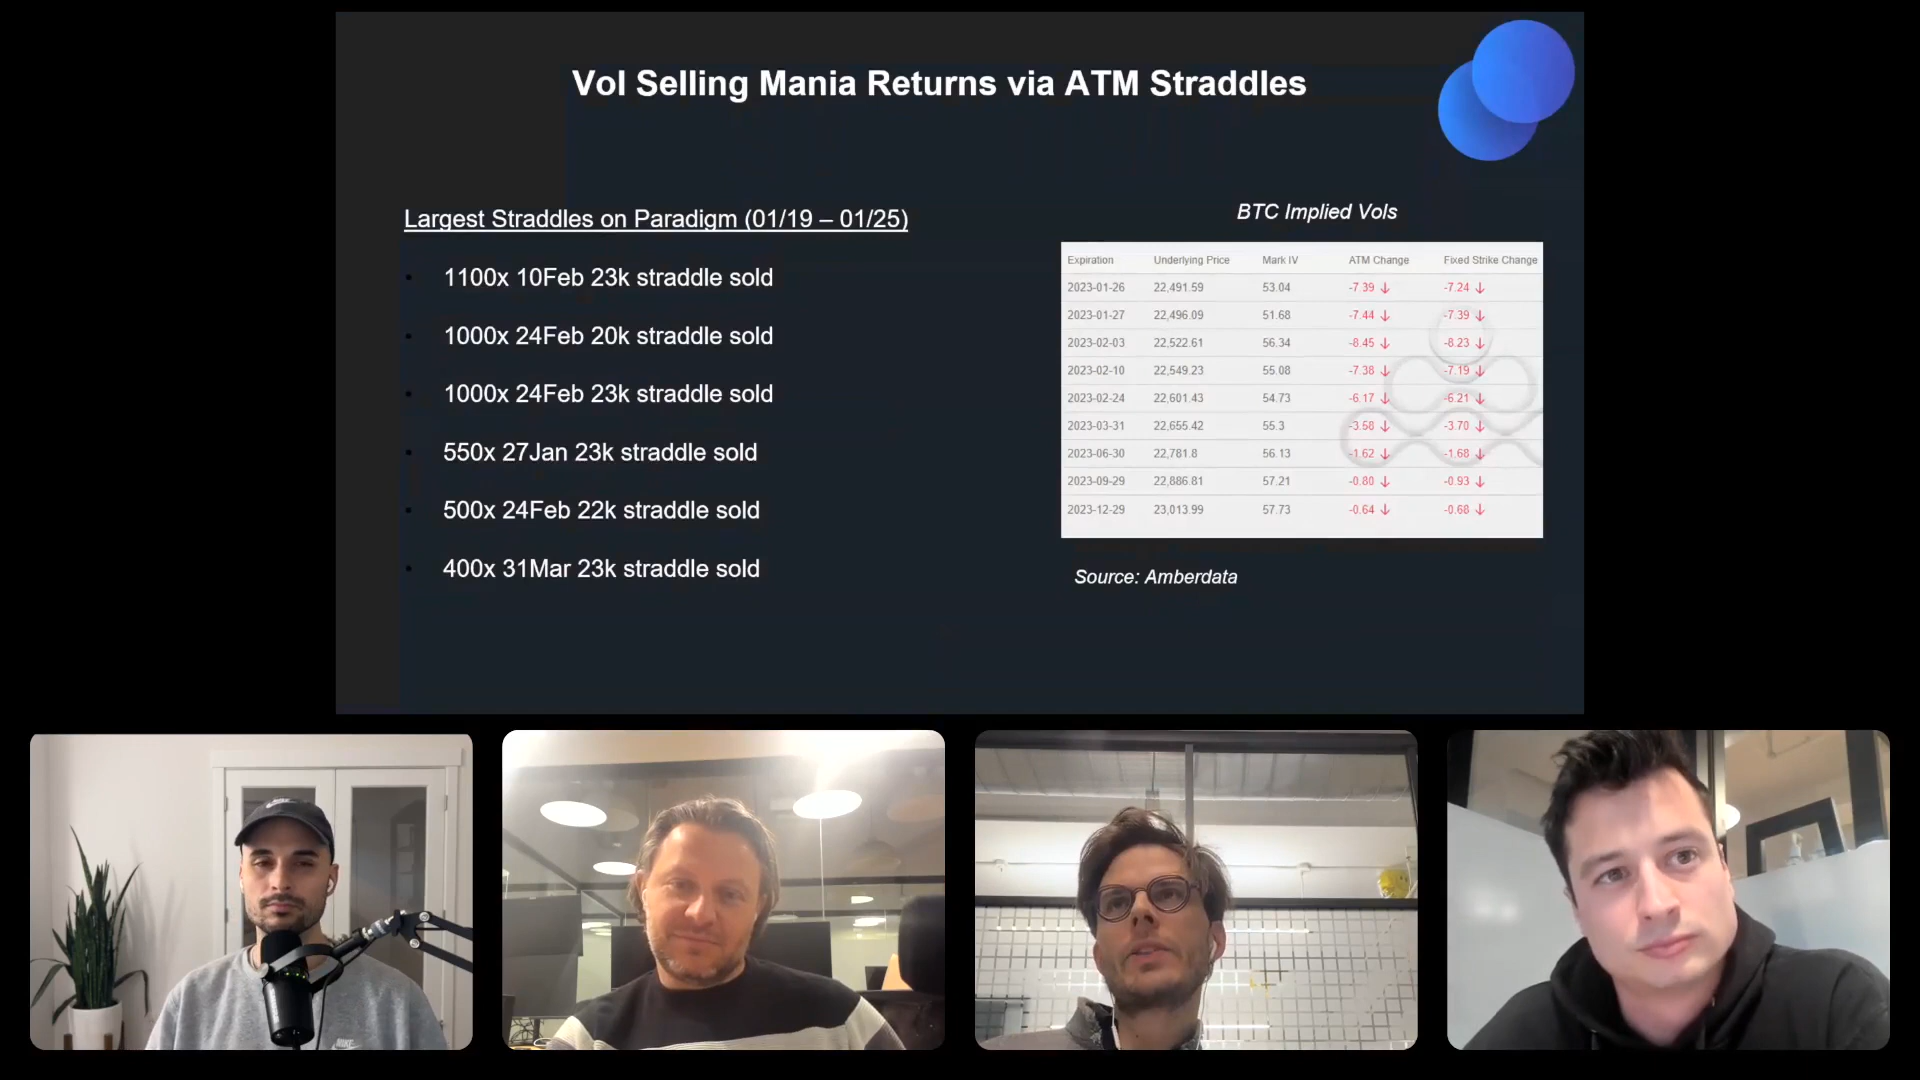 Vol Selling Mania Returns via ATM Straddles
Largest Straddles on Paradigm (01/19 – 01/25)
1100x 10Feb 23k straddle sold
1000x 24Feb 20k straddle sold
1000x 24Feb 23k straddle sold
550x 27Jan 23k straddle sold
500x 24Feb 22k straddle sold
400x 31Mar 23k straddle sold
BTC Implied Vols
Expiration Underlying Price Mark IV ATM Change Fixed Strike Change
2023-01-26 22,491.59 53.04 -7.39 ↓ -7.24 ↓
2023-01-27 22,496.09 51.68 -7.44 ↓ -7.39 ↓
2023-02-03 22,522.61 56.34 -8.45 ↓ -8.23 ↓
2023-02-10 22,549.23 55.08 -7.38 ↓ -7.19 ↓
2023-02-24 22,601.43 54.73 -6.17 ↓ -6.21 ↓
2023-03-31 22,655.42 55.3 -3.58 ↓ -3.70 ↓
2023-06-30 22,781.8 56.13 -1.62 ↓ -1.68 ↓
2023-09-29 22,886.81 57.21 -0.80 ↓ -0.93 ↓
2023-12-29 23,013.99 57.73 -0.64 ↓ -0.68 ↓
Source: Amberdata
NIKE